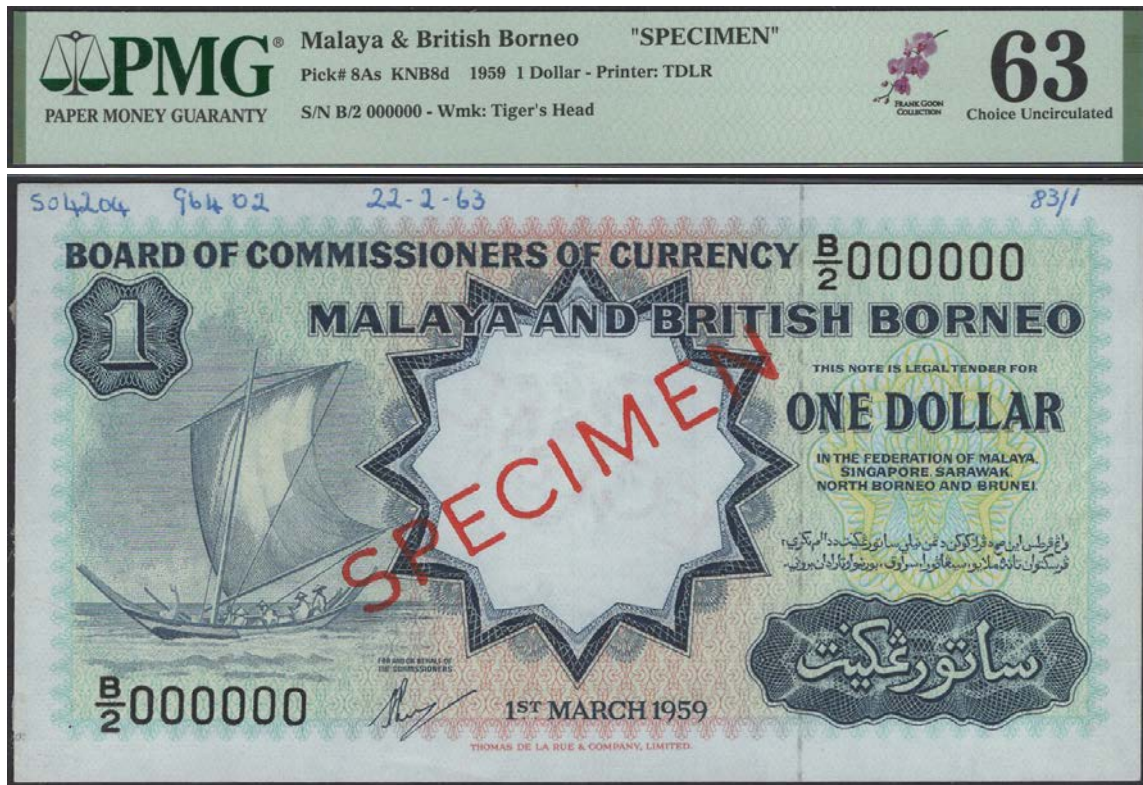 PMG®
PAPER MONEY GUARANTY
Malaya & British Borneo "SPECIMEN"
Pick# 8As KNB8d 1959 1 Dollar - Printer: TDLR
S/N B/2 000000 - Wmk: Tiger's Head
FRANK GOON
COLLECTION
63
Choice Uncirculated
504204 96402 22-2-63 83/1
BOARD OF COMMISSIONERS OF CURRENCY B/2 000000
1
MALAYA AND BRITISH BORNEO
THIS NOTE IS LEGAL TENDER FOR
ONE DOLLAR
IN THE FEDERATION OF MALAYA,
SINGAPORE, SARAWAK,
NORTH BORNEO AND BRUNEI.
SPECIMEN
ساتو رڠݢيت
FOR AND ON BEHALF OF
THE COMMISSIONERS
B/2 000000
1ST MARCH 1959
THOMAS DE LA RUE & COMPANY, LIMITED.